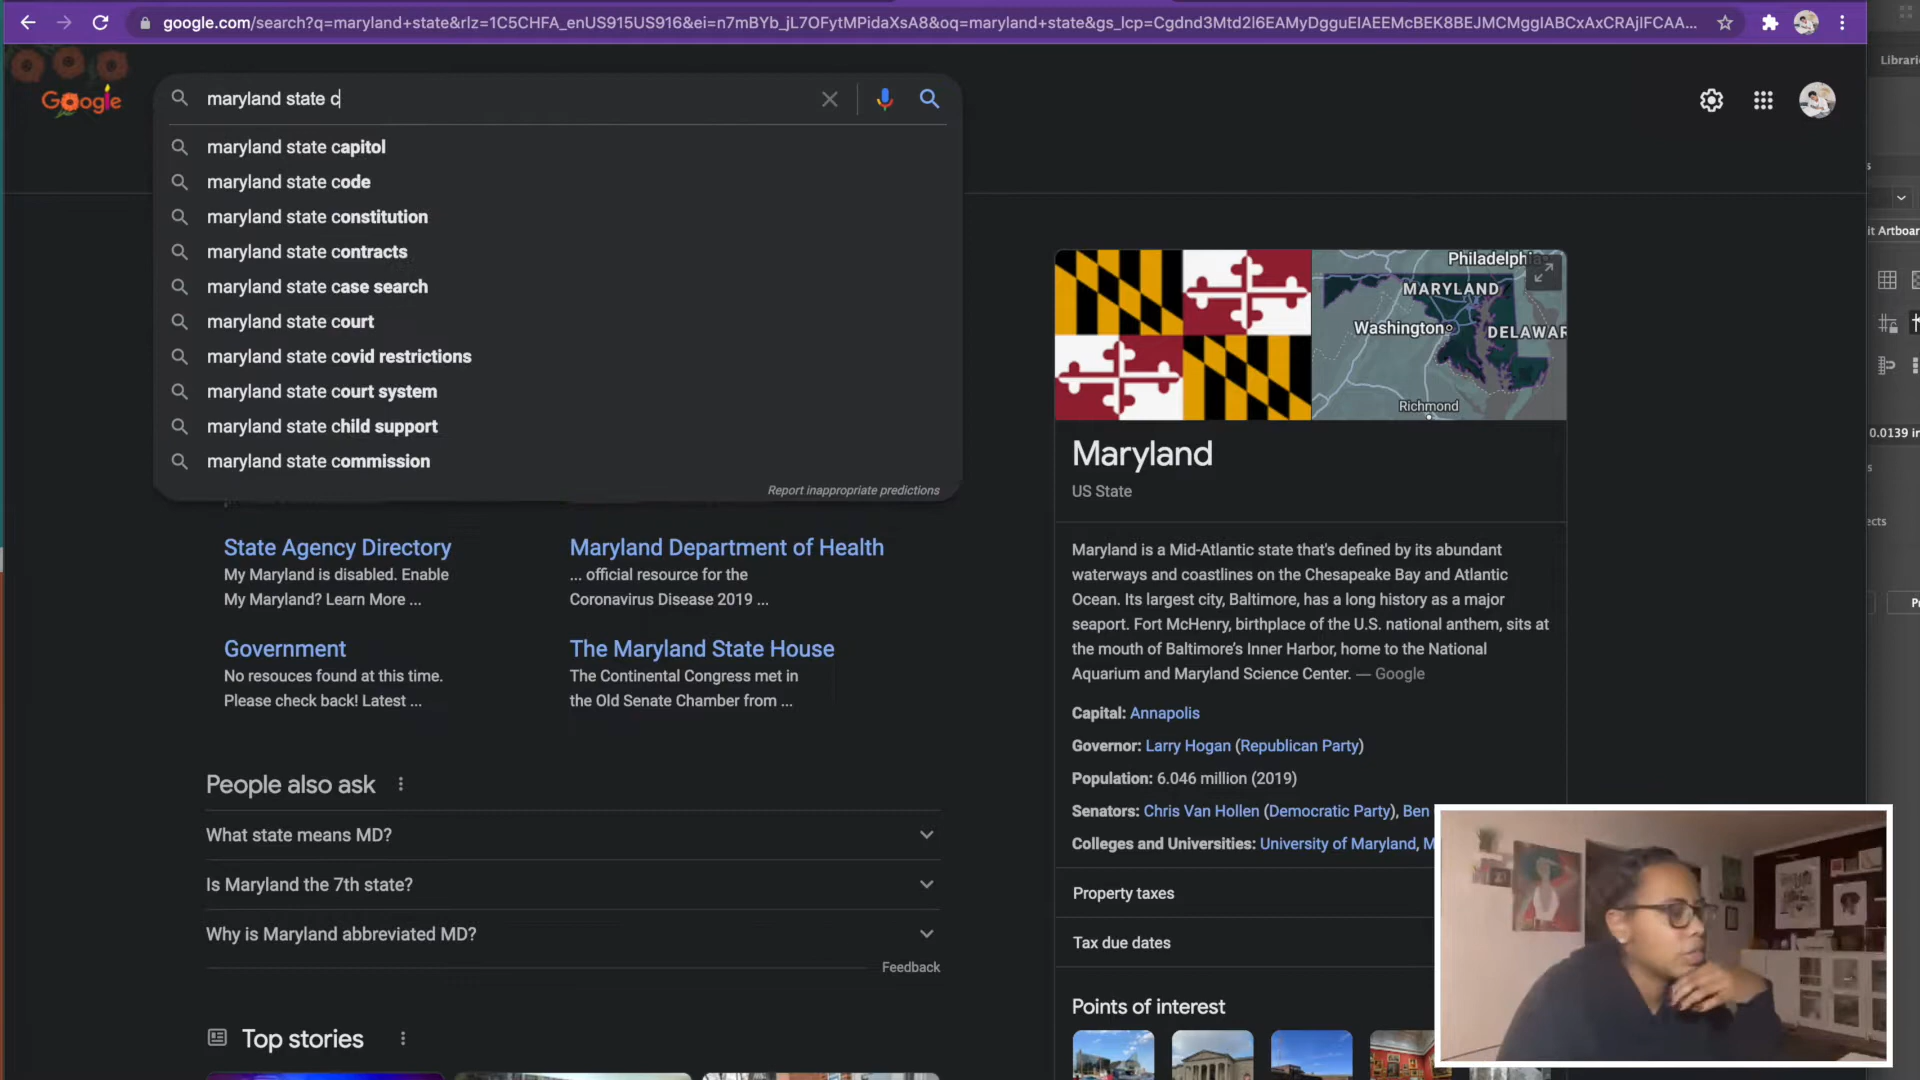 google.com/search?q=maryland+state&rlz=1C5CHFA_enUS915US916&ei=n7mBYb_jL7OFytMPidaXsA8&oq=maryland+state&gs_lcp=Cgdnd3Mtd2l6EAMyDgguEIAEEMcBEK8BEJMCMggIABCxAxCRAjIFCAA...
Google
maryland state c
maryland state capitol
maryland state code
maryland state constitution
maryland state contracts
maryland state case search
maryland state court
maryland state covid restrictions
maryland state court system
maryland state child support
maryland state commission
Report inappropriate predictions
State Agency Directory
My Maryland is disabled. Enable
My Maryland? Learn More ...
Maryland Department of Health
... official resource for the
Coronavirus Disease 2019 ...
Government
No resouces found at this time.
Please check back! Latest ...
The Maryland State House
The Continental Congress met in
the Old Senate Chamber from ...
People also ask
What state means MD?
Is Maryland the 7th state?
Why is Maryland abbreviated MD?
Feedback
Top stories
Philadelphia
MARYLAND
Washington
DELAWAR
Richmond
Maryland
US State
Maryland is a Mid-Atlantic state that's defined by its abundant
waterways and coastlines on the Chesapeake Bay and Atlantic
Ocean. Its largest city, Baltimore, has a long history as a major
seaport. Fort McHenry, birthplace of the U.S. national anthem, sits at
the mouth of Baltimore's Inner Harbor, home to the National
Aquarium and Maryland Science Center. — Google
Capital: Annapolis
Governor: Larry Hogan (Republican Party)
Population: 6.046 million (2019)
Senators: Chris Van Hollen (Democratic Party), Ben
Colleges and Universities: University of Maryland, M
Property taxes
Tax due dates
Points of interest
Librarie
s
it Artboar
0.0139 in
s
ects
Pr